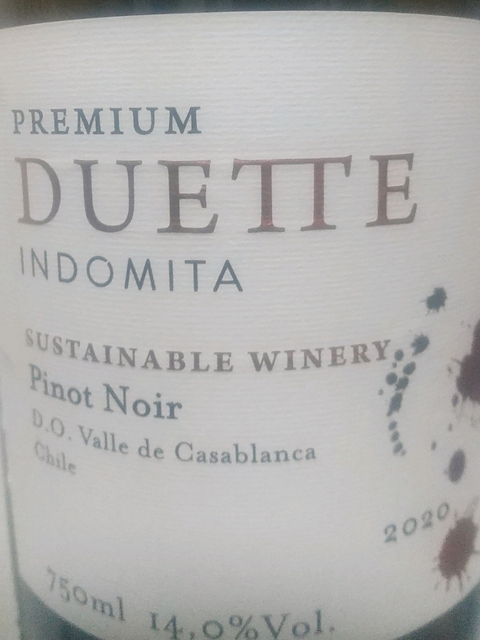 PREMIUM
DUETTE
INDOMITA
SUSTAINABLE WINERY
Pinot Noir
D.O. Valle de Casablanca
Chile
2020
750ml 14,0%Vol.